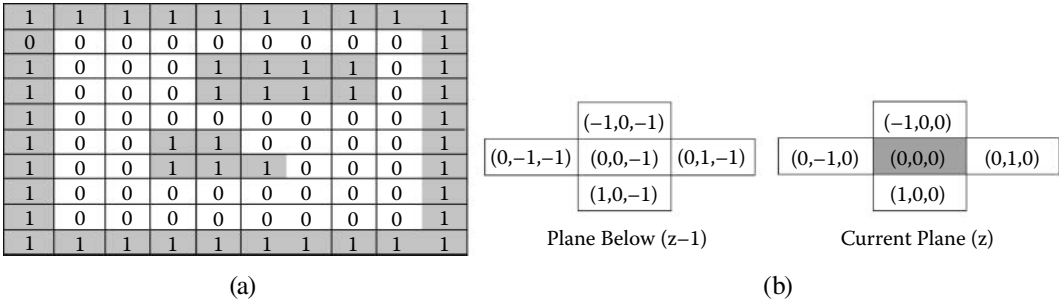 1 1 1 1 1 1 1 1 1 1
0 0 0 0 0 0 0 0 0 1
1 0 0 0 1 1 1 1 0 1
1 0 0 0 1 1 1 1 0 1
1 0 0 0 0 0 0 0 0 1
1 0 0 1 1 0 0 0 0 1
1 0 0 1 1 1 0 0 0 1
1 0 0 0 0 0 0 0 0 1
1 0 0 0 0 0 0 0 0 1
1 1 1 1 1 1 1 1 1 1
(a)
(−1,0,−1)
(0,−1,−1) (0,0,−1) (0,1,−1)
(1,0,−1)
Plane Below (z−1)
(−1,0,0)
(0,−1,0) (0,0,0) (0,1,0)
(1,0,0)
Current Plane (z)
(b)